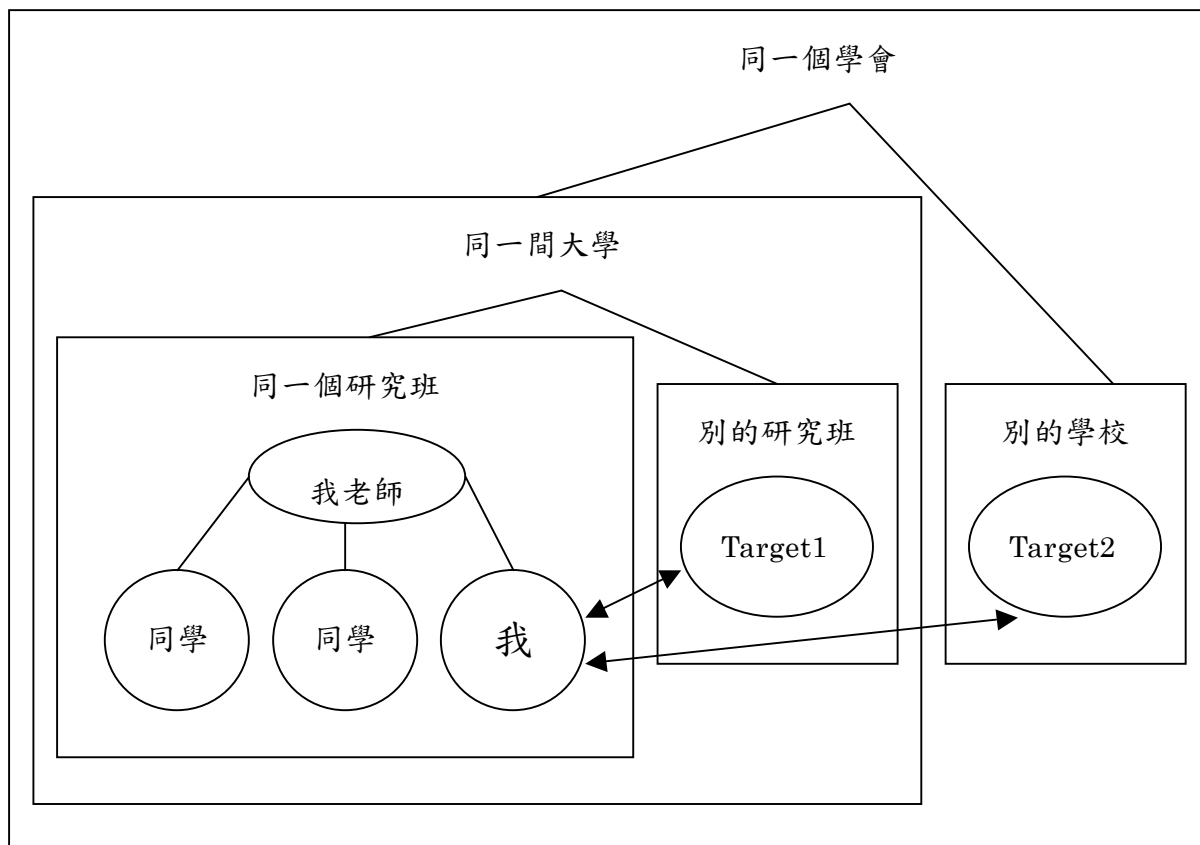 同一個學會
同一間大學
同一個研究班
別的研究班
別的學校
我老師
Target1
Target2
同學
同學
我